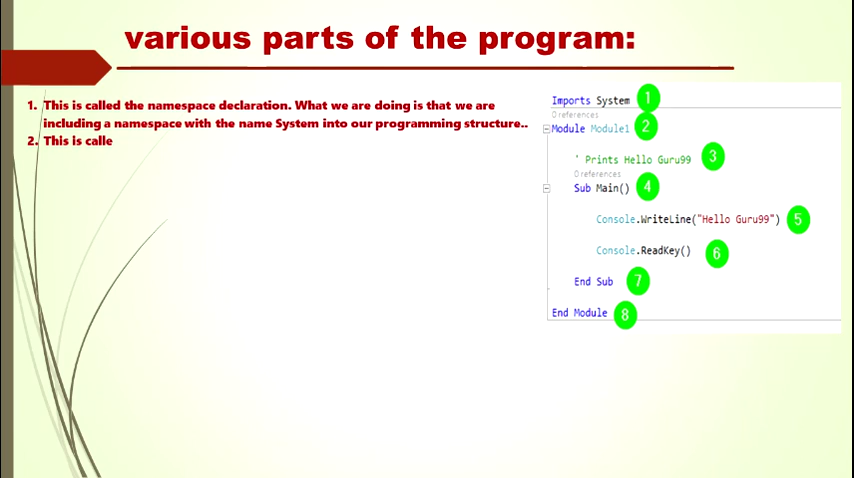 various parts of the program:
1. This is called the namespace declaration. What we are doing is that we are
including a namespace with the name System into our programming structure..
2. This is calle
Imports System 1
0 references
Module Module1 2
' Prints Hello Guru99 3
0 references
Sub Main() 4
Console.WriteLine("Hello Guru99") 5
Console.ReadKey() 6
End Sub 7
End Module 8